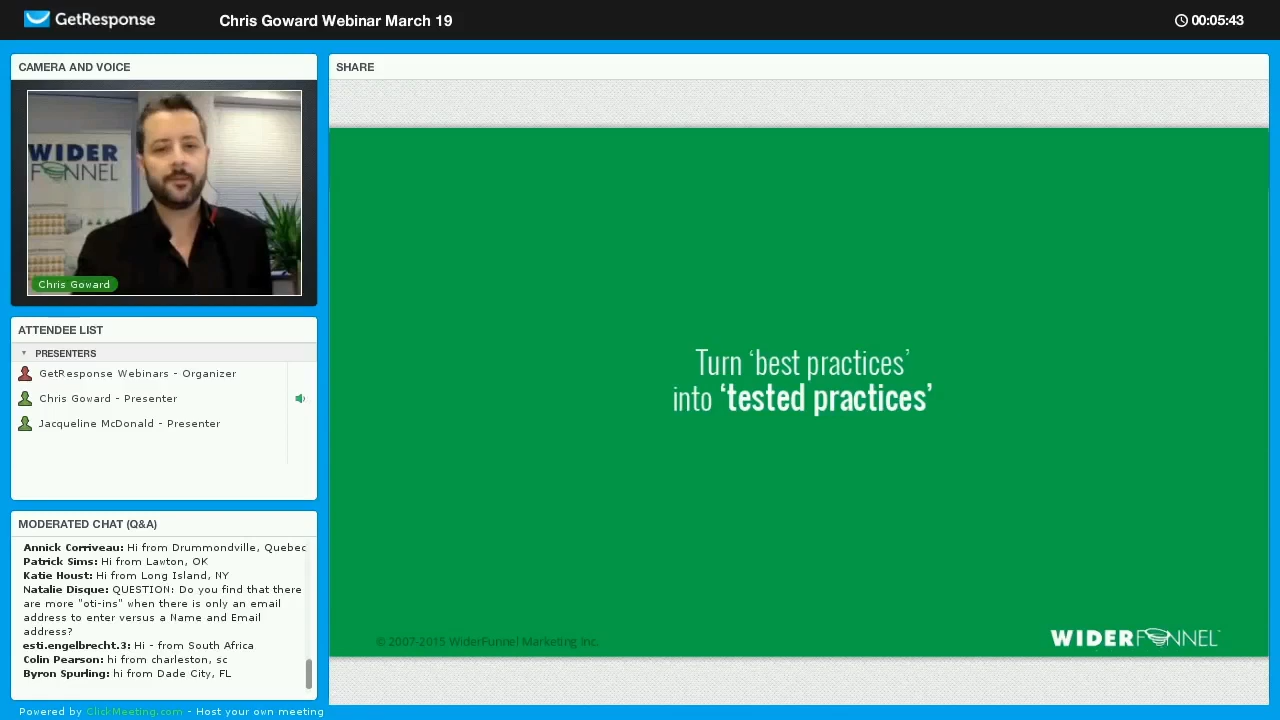 GetResponse
Chris Goward Webinar March 19
00:05:43
CAMERA AND VOICE
WIDER
FUNNEL
Chris Goward
ATTENDEE LIST
PRESENTERS
GetResponse Webinars - Organizer
Chris Goward - Presenter
Jacqueline McDonald - Presenter
MODERATED CHAT (Q&A)
Annick Corriveau: Hi from Drummondville, Quebec
Patrick Sims: Hi from Lawton, OK
Katie Houst: Hi from Long Island, NY
Natalie Disque: QUESTION: Do you find that there
are more "oti-ins" when there is only an email
address to enter versus a Name and Email
address?
esti.engelbrecht.3: Hi - from South Africa
Colin Pearson: hi from charleston, sc
Byron Spurling: hi from Dade City, FL
Powered by ClickMeeting.com - Host your own meeting
SHARE
Turn ‘best practices’
into ‘tested practices’
© 2007-2015 WiderFunnel Marketing Inc.
WIDERFUNNEL